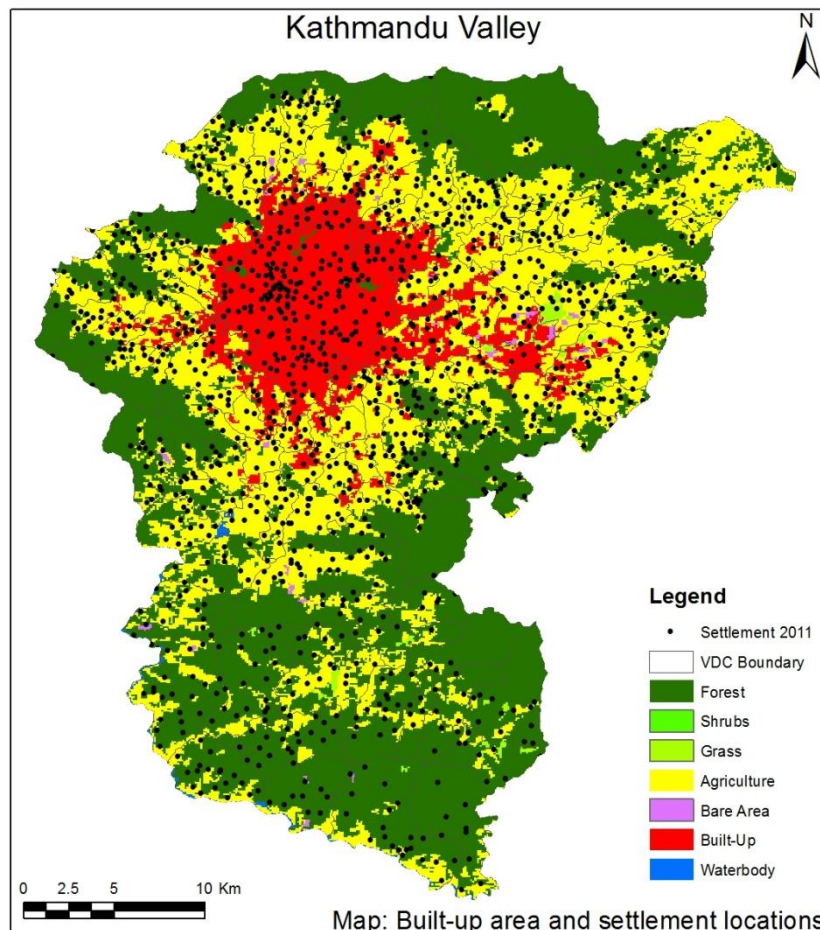 Kathmandu Valley
N
Legend
Settlement 2011
VDC Boundary
Forest
Shrubs
Grass
Agriculture
Bare Area
Built-Up
Waterbody
0 2.5 5 10 Km
Map: Built-up area and settlement locations